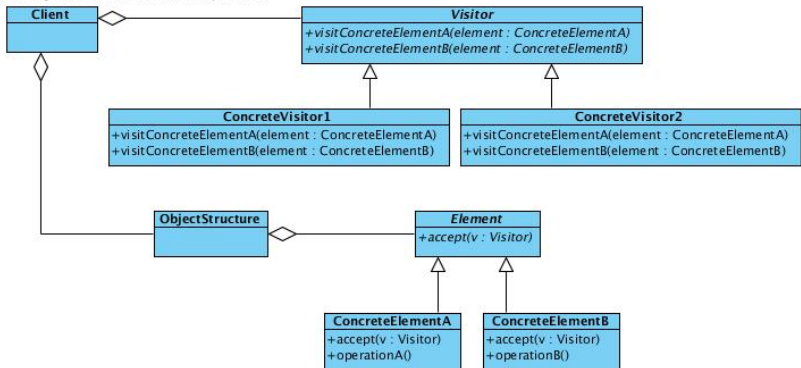 Client
Visitor
+visitConcreteElementA(element : ConcreteElementA)
+visitConcreteElementB(element : ConcreteElementB)
ConcreteVisitor1
+visitConcreteElementA(element : ConcreteElementA)
+visitConcreteElementB(element : ConcreteElementB)
ConcreteVisitor2
+visitConcreteElementA(element : ConcreteElementA)
+visitConcreteElementB(element : ConcreteElementB)
ObjectStructure
Element
+accept(v : Visitor)
ConcreteElementA
+accept(v : Visitor)
+operationA()
ConcreteElementB
+accept(v : Visitor)
+operationB()